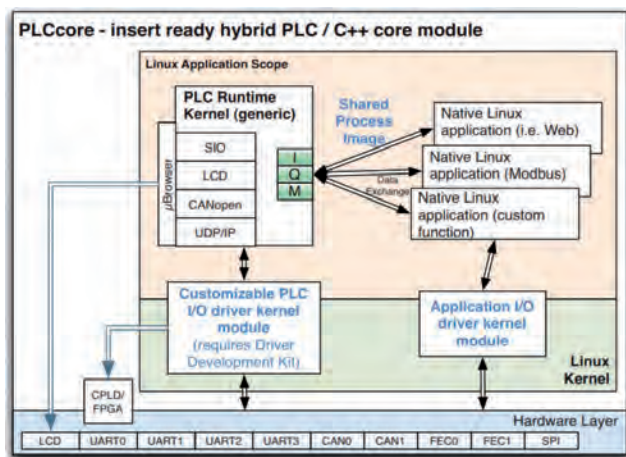 PLCcore - insert ready hybrid PLC / C++ core module
Linux Application Scope
PLC Runtime
Kernel (generic)
µBrowser
SIO
LCD
CANopen
UDP/IP
I
Q
M
Shared
Process
Image
Data
Exchange
Native Linux
application (i.e. Web)
Native Linux
application (Modbus)
Native Linux
application (custom
function)
Customizable PLC
I/O driver kernel
module
(requires Driver
Development Kit)
Application I/O
driver kernel
module
Linux
Kernel
CPLD/
FPGA
Hardware Layer
LCD
UART0
UART1
UART2
UART3
CAN0
CAN1
FEC0
FEC1
SPI